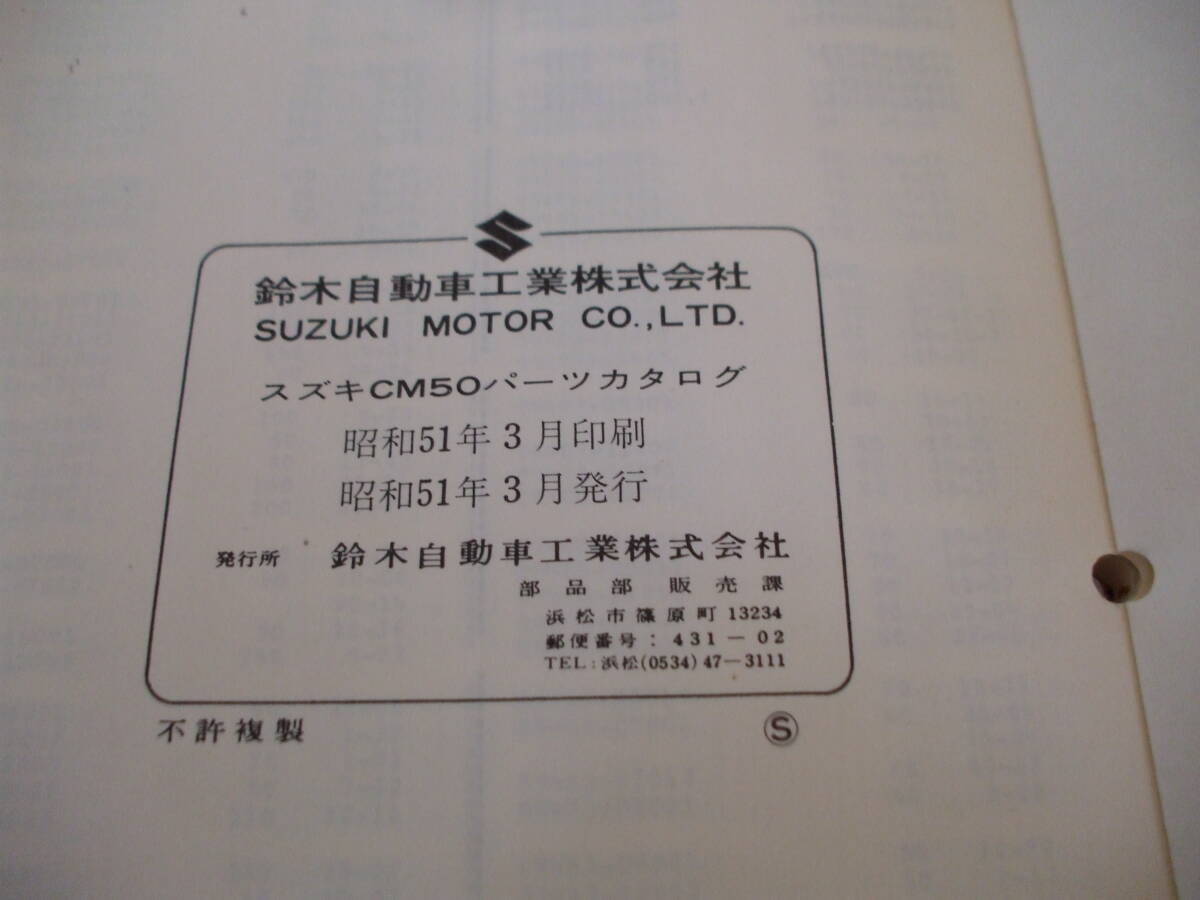 鈴木自動車工業株式会社
SUZUKI MOTOR CO.,LTD.
スズキCM50パーツカタログ
昭和51年3月印刷
昭和51年3月発行
発行所 鈴木自動車工業株式会社
部品部 販売課
浜松市篠原町13234
郵便番号:431-02
TEL:浜松(0534)47-3111
不許複製 Ⓢ